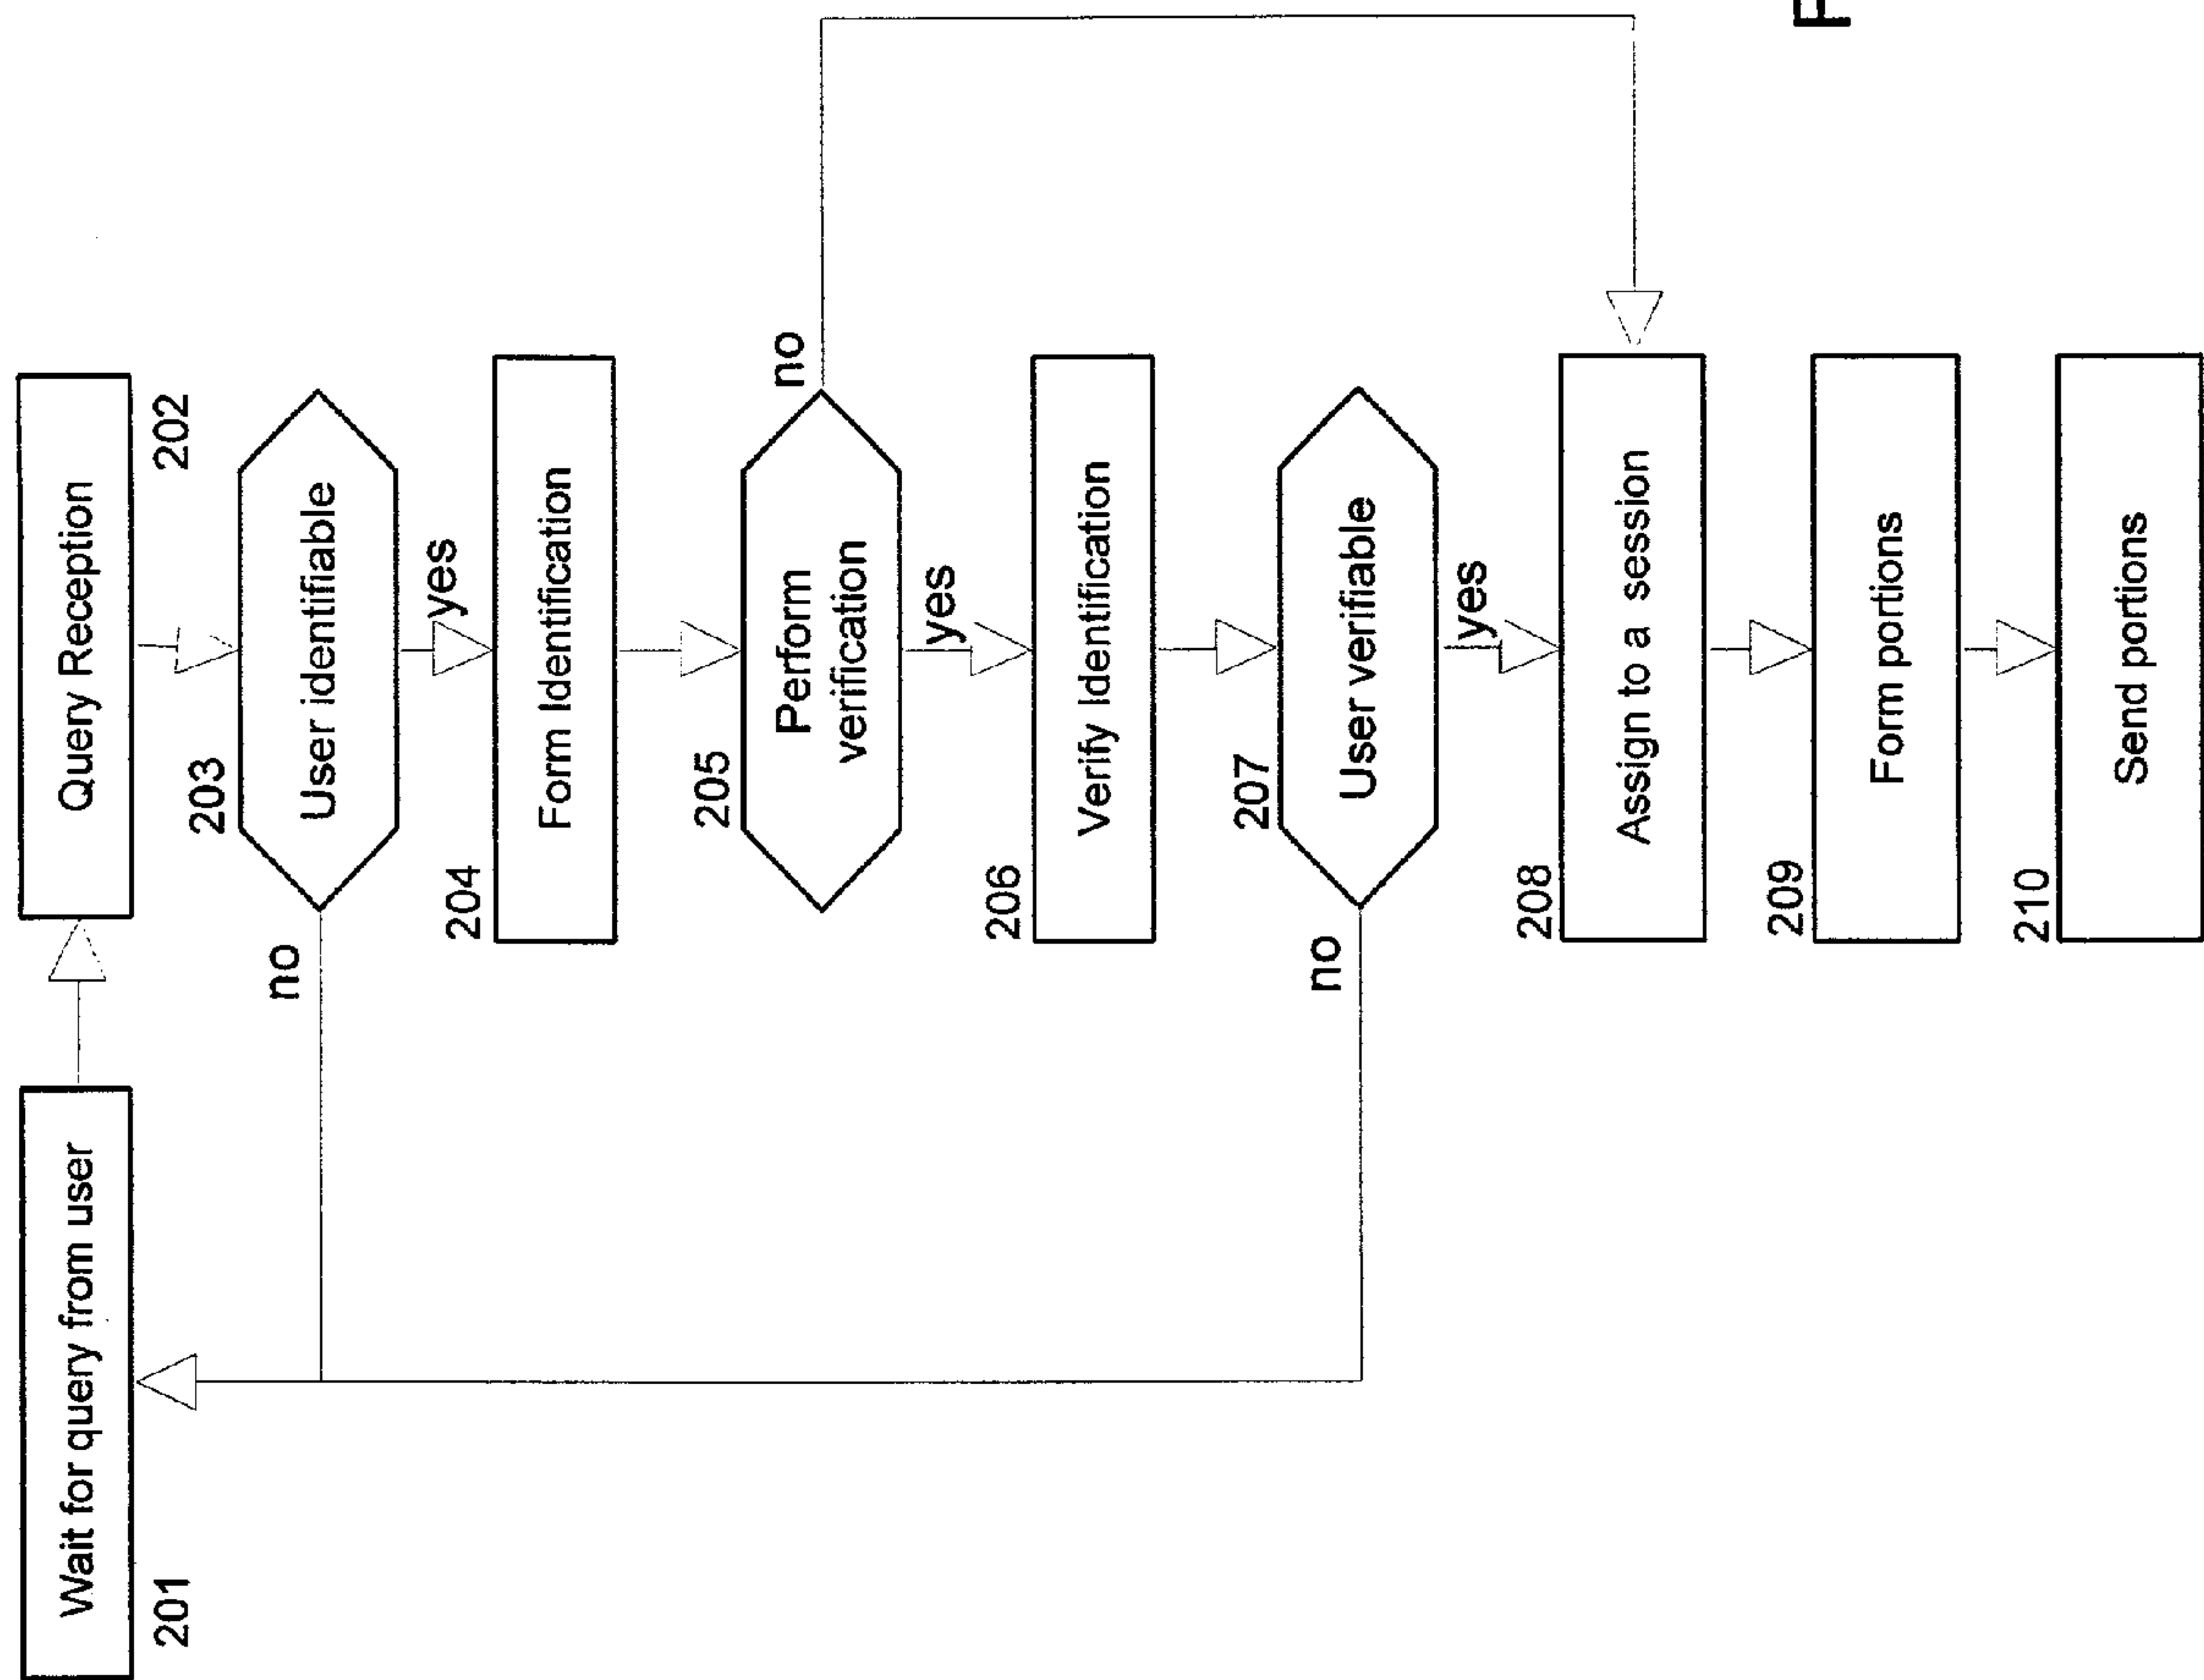 Wait for query from user
201
Query Reception
202
203
User identifiable
no
yes
204
Form Identification
205
Perform
verification
no
yes
206
Verify Identification
207
User verifiable
no
yes
208
Assign to a session
209
Form portions
210
Send portions
F